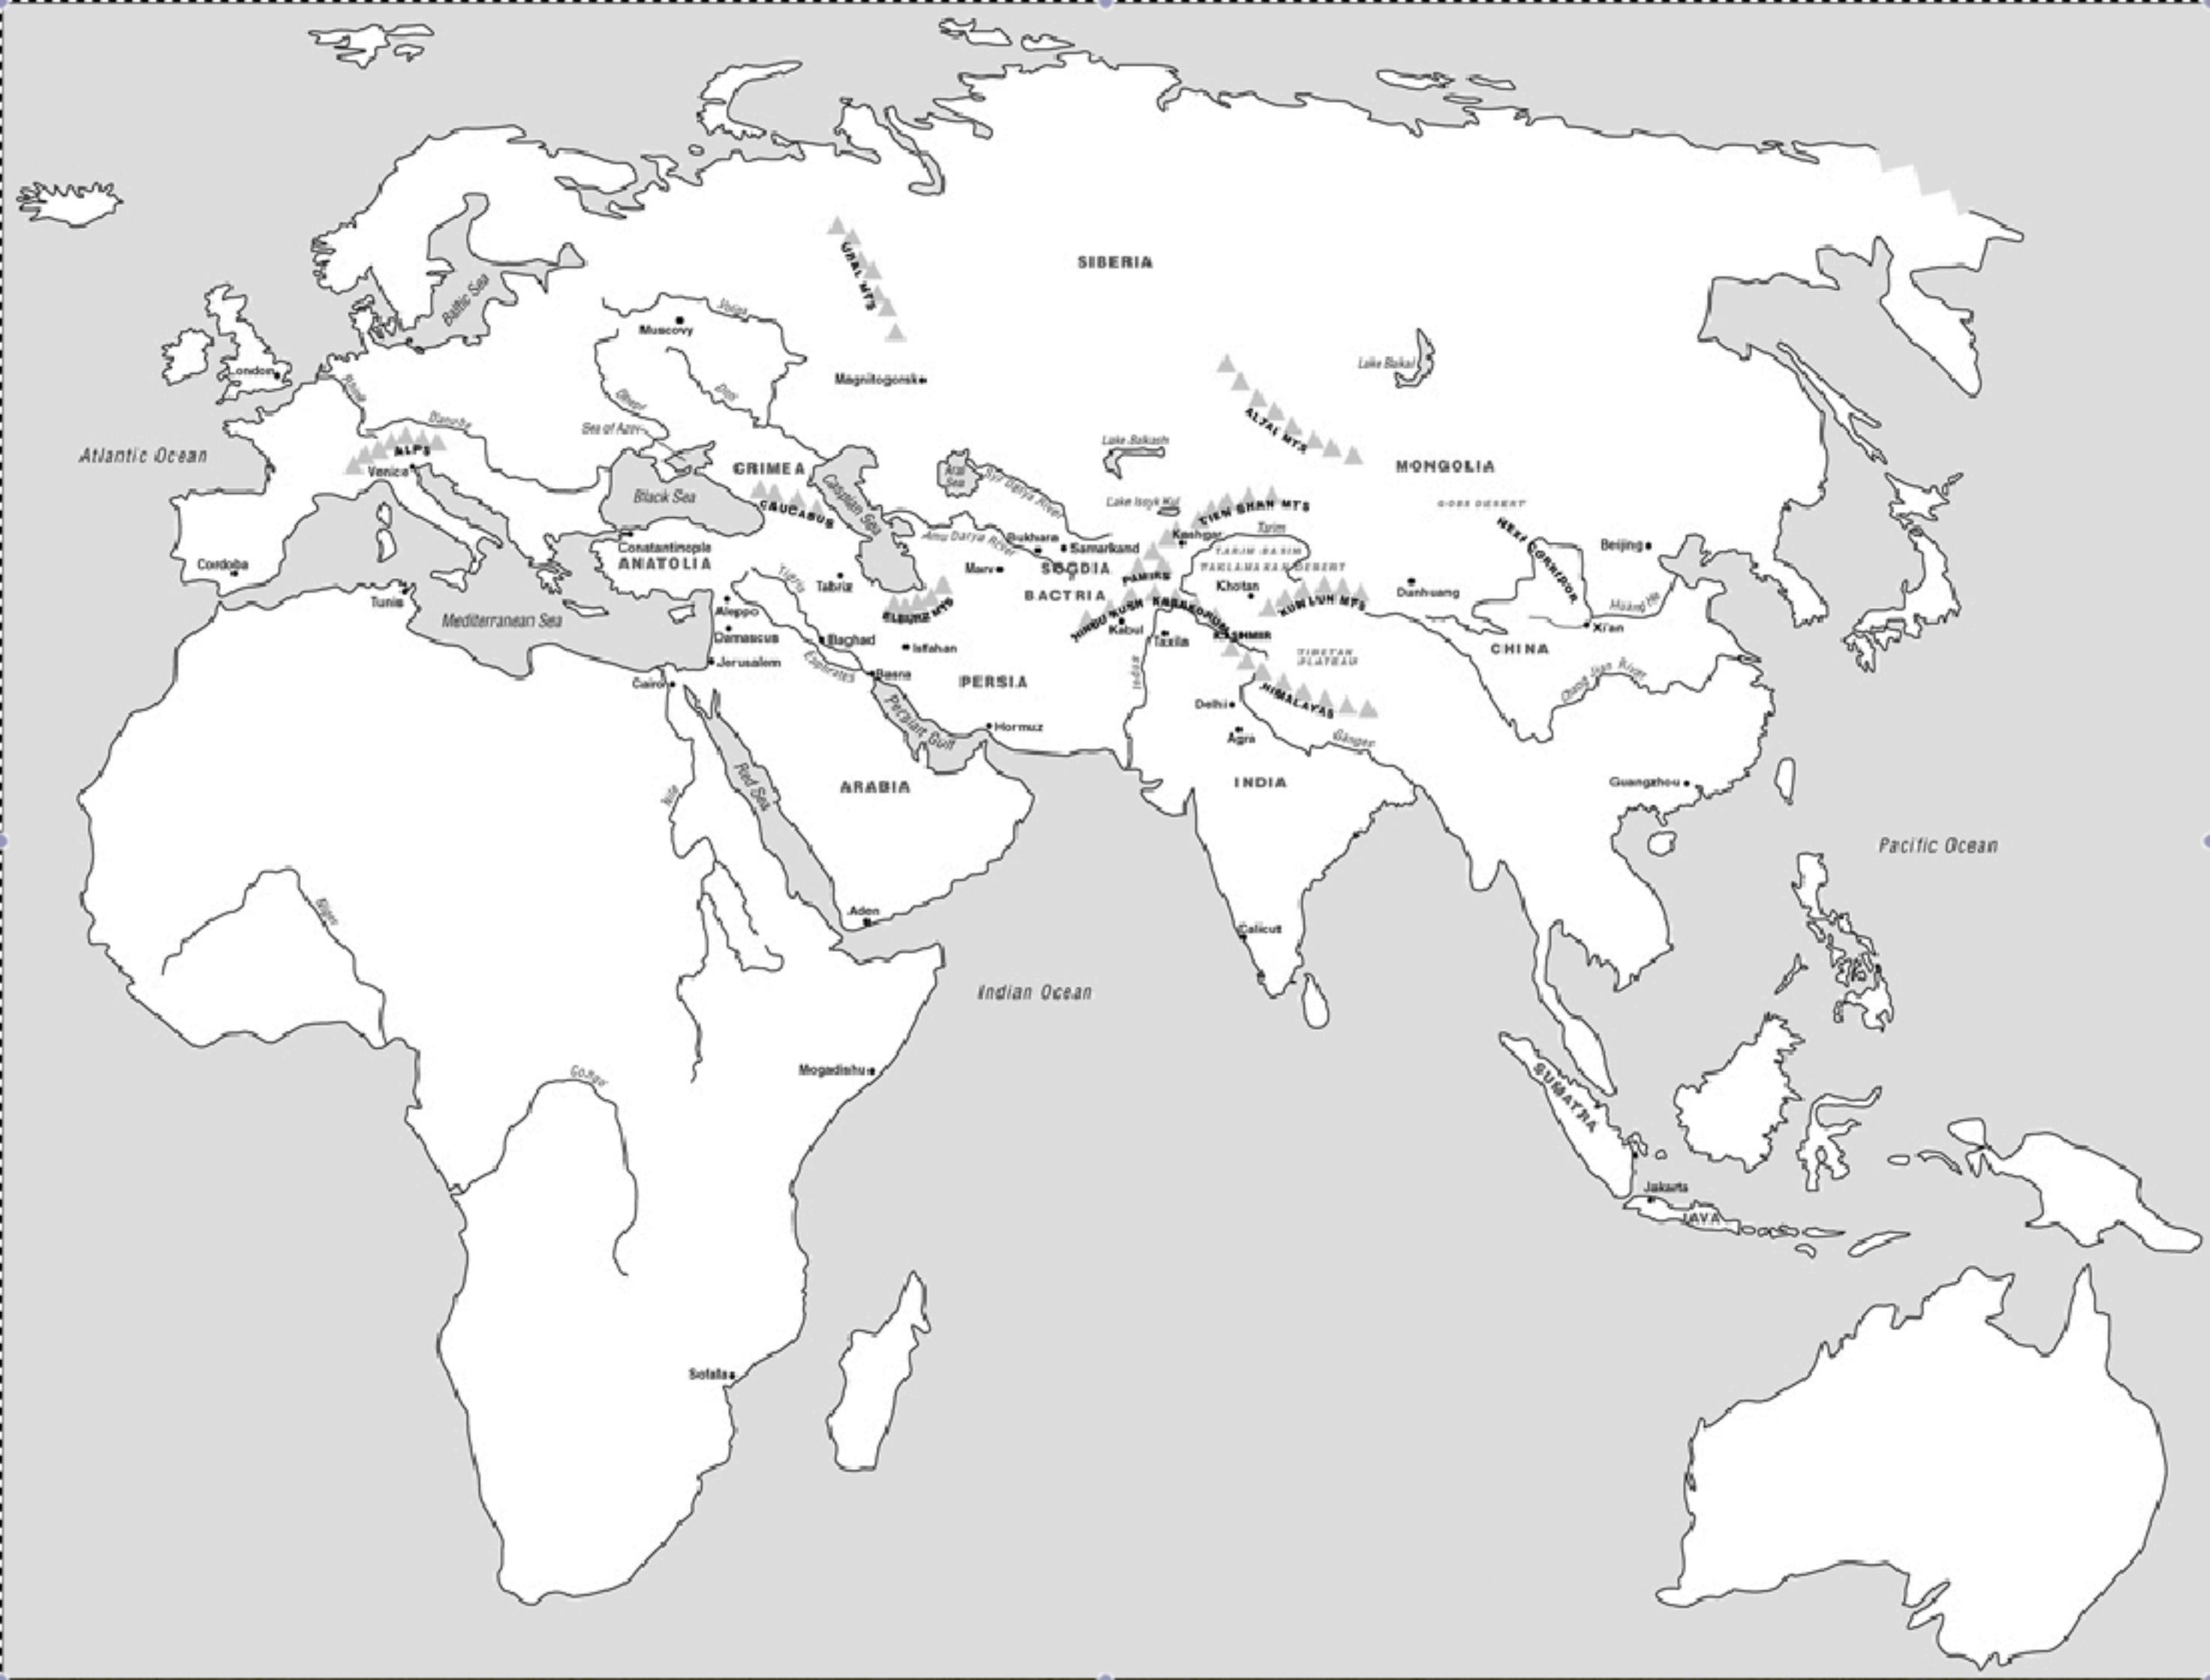 SIBERIA
URAL MTS
Baltic Sea
Volga
Muscovy
London
Magnitogorsk
Lake Baikal
Rhine
Don
Dnepr
Danube
Sea of Azov
ALTAI MTS
Atlantic Ocean
ALPS
Venice
Lake Balkash
CRIMEA
MONGOLIA
Aral
Sea
Syr Darya River
Black Sea
Caspian Sea
Lake Issyk Kul
GOBI DESERT
CAUCASUS
TIEN SHAN MTS
HEXI CORRIDOR
Tarim
Kashgar
Amu Darya River
Bukhara
Samarkand
Beijing
Constantinople
ANATOLIA
TARIM BASIN
Cordoba
Merv
SOGDIA
TAKLAMAKAN DESERT
PAMIRS
Tigris
Tabriz
Khotan
Dunhuang
BACTRIA
Tunis
Aleppo
ELBURZ MTS
HINDU KUSH
KARAKORUM
KUN LUN MTS
Huang He
Mediterranean Sea
Kabul
Xi'an
Damascus
Baghad
Taxila
KASHMIR
Isfahan
CHINA
TIBETAN
PLATEAU
Jerusalem
Euphrates
Indus
Basra
Cairo
PERSIA
Chang Jian River
HIMALAYAS
Delhi
Persian Gulf
Hormuz
Agra
Ganges
Red Sea
ARABIA
INDIA
Guangzhou
Nile
Pacific Ocean
Niger
Aden
Calicut
Indian Ocean
Mogadishu
Congo
SUMATRA
Jakarta
JAVA
Sofala